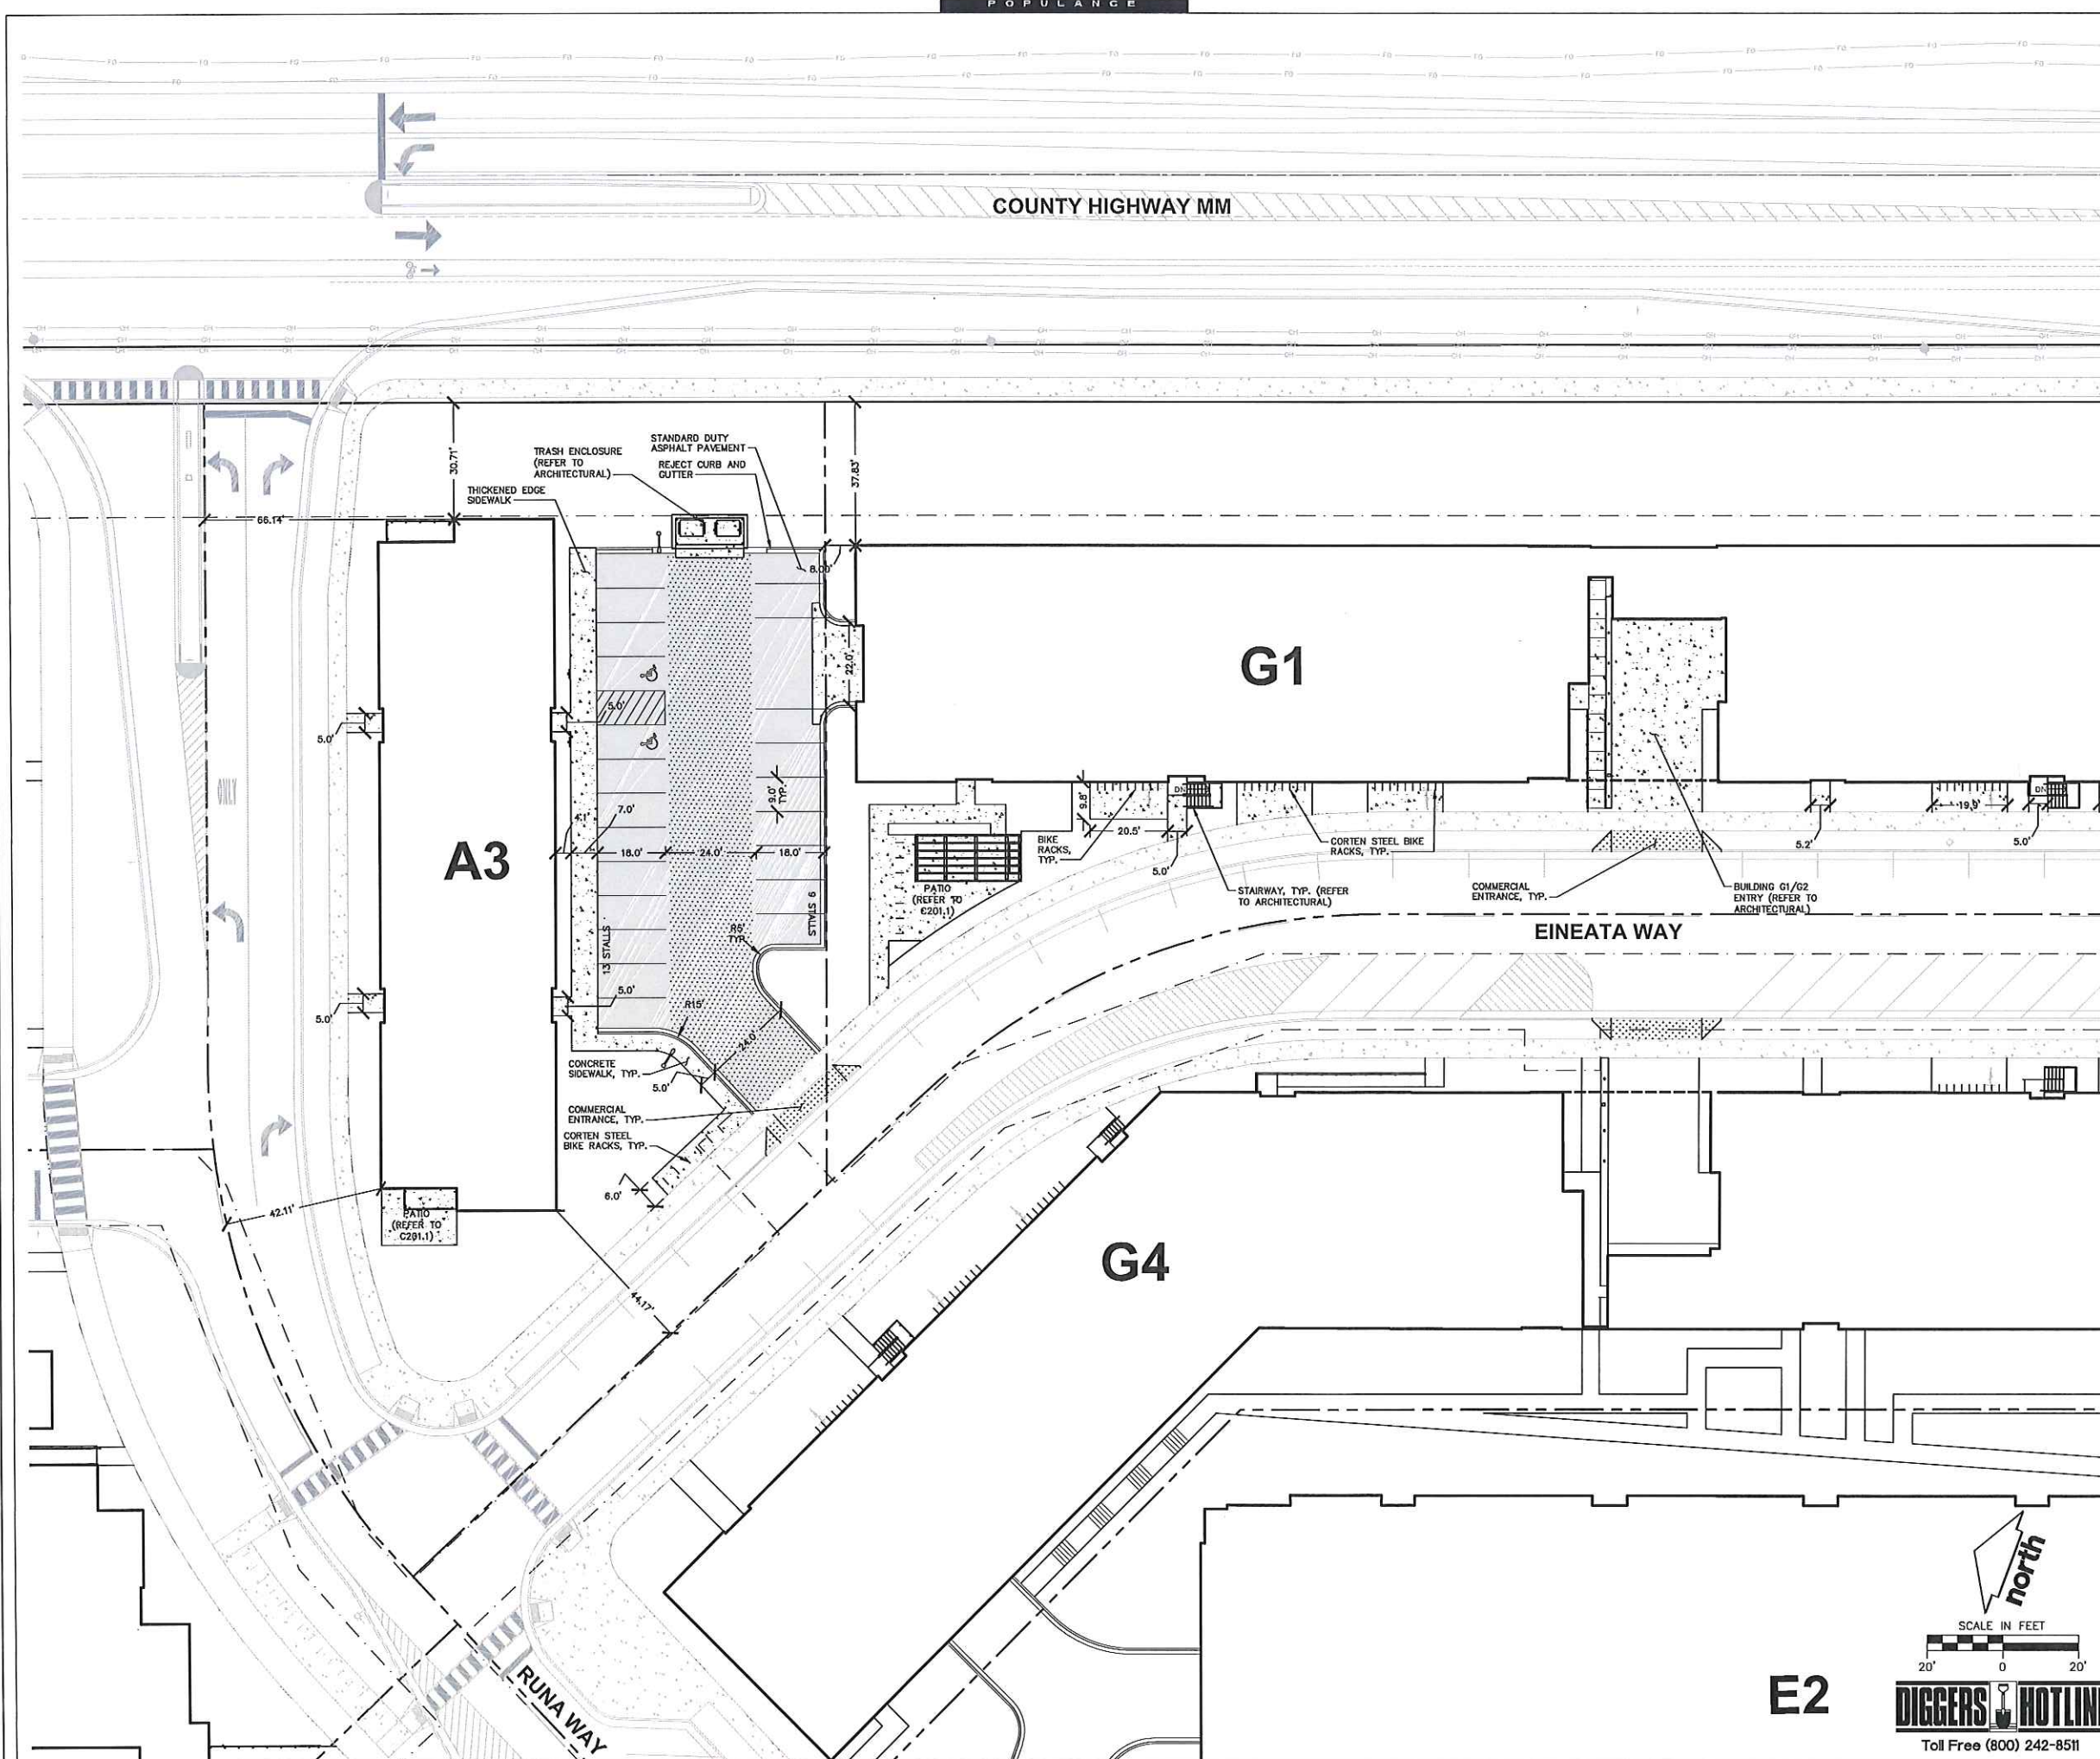 POPULANCE
COUNTY HIGHWAY MM
30.71'
37.83'
66.14'
STANDARD DUTY
ASPHALT PAVEMENT
TRASH ENCLOSURE
(REFER TO
ARCHITECTURAL)
REJECT CURB AND
GUTTER
THICKENED EDGE
SIDEWALK
8.00'
22.0'
G1
5.0'
5.0'
ONLY
9.0'
TYP.
4.1'
7.0'
18.0'
24.0'
18.0'
A3
9 STALLS
13 STALLS
R5'
TYP.
5.0'
R15'
5.0'
24.0'
CONCRETE
SIDEWALK, TYP.
5.0'
COMMERCIAL
ENTRANCE, TYP.
CORTEN STEEL
BIKE RACKS, TYP.
6.0'
42.11'
PATIO
(REFER TO
C201.1)
44.17'
9.8'
DN
20.5'
BIKE
RACKS,
TYP.
5.0'
CORTEN STEEL BIKE
RACKS, TYP.
PATIO
(REFER TO
C201.1)
STAIRWAY, TYP. (REFER
TO ARCHITECTURAL)
COMMERCIAL
ENTRANCE, TYP.
BUILDING G1/G2
ENTRY (REFER TO
ARCHITECTURAL)
5.2'
19.9'
DN
5.0'
EINEATA WAY
G4
RUNA WAY
E2
north
SCALE IN FEET
20' 0 20'
DIGGERS HOTLIN
Toll Free (800) 242-8511